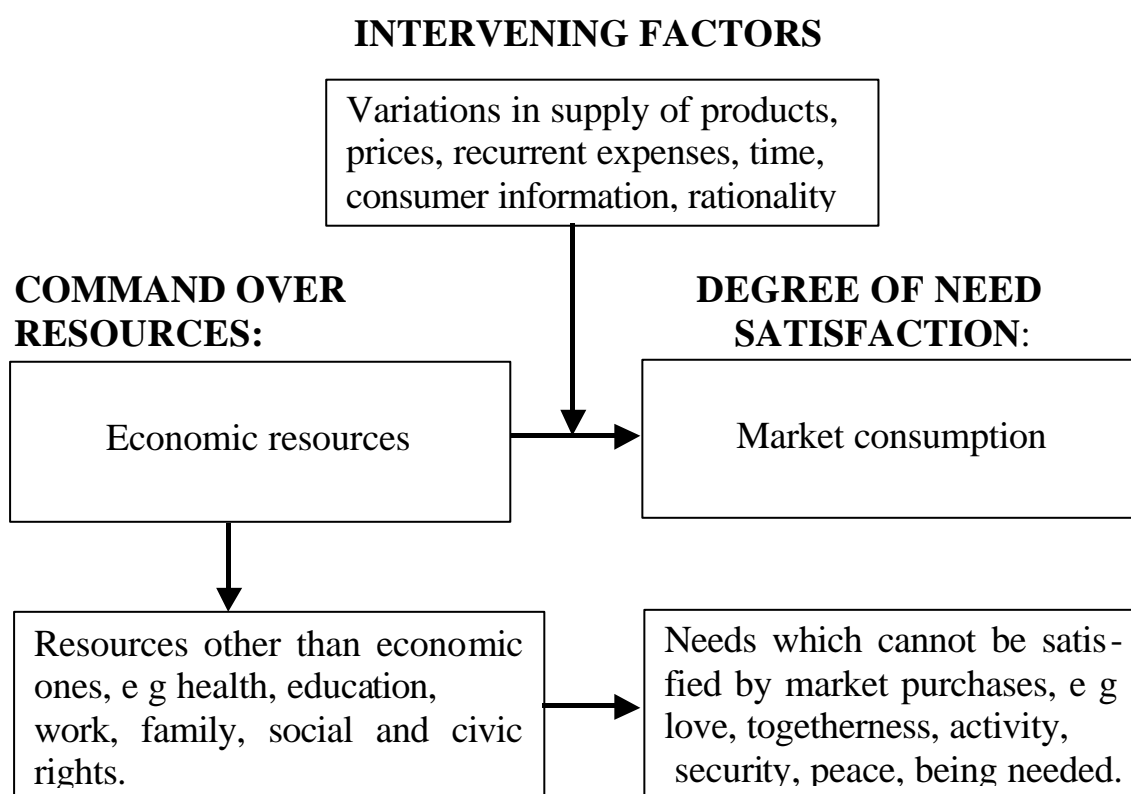 INTERVENING FACTORS
Variations in supply of products,
prices, recurrent expenses, time,
consumer information, rationality
COMMAND OVER
RESOURCES:
DEGREE OF NEED
SATISFACTION:
Economic resources
Market consumption
Resources other than economic
ones, e g health, education,
work, family, social and civic
rights.
Needs which cannot be satis-
fied by market purchases, e g
love, togetherness, activity,
security, peace, being needed.